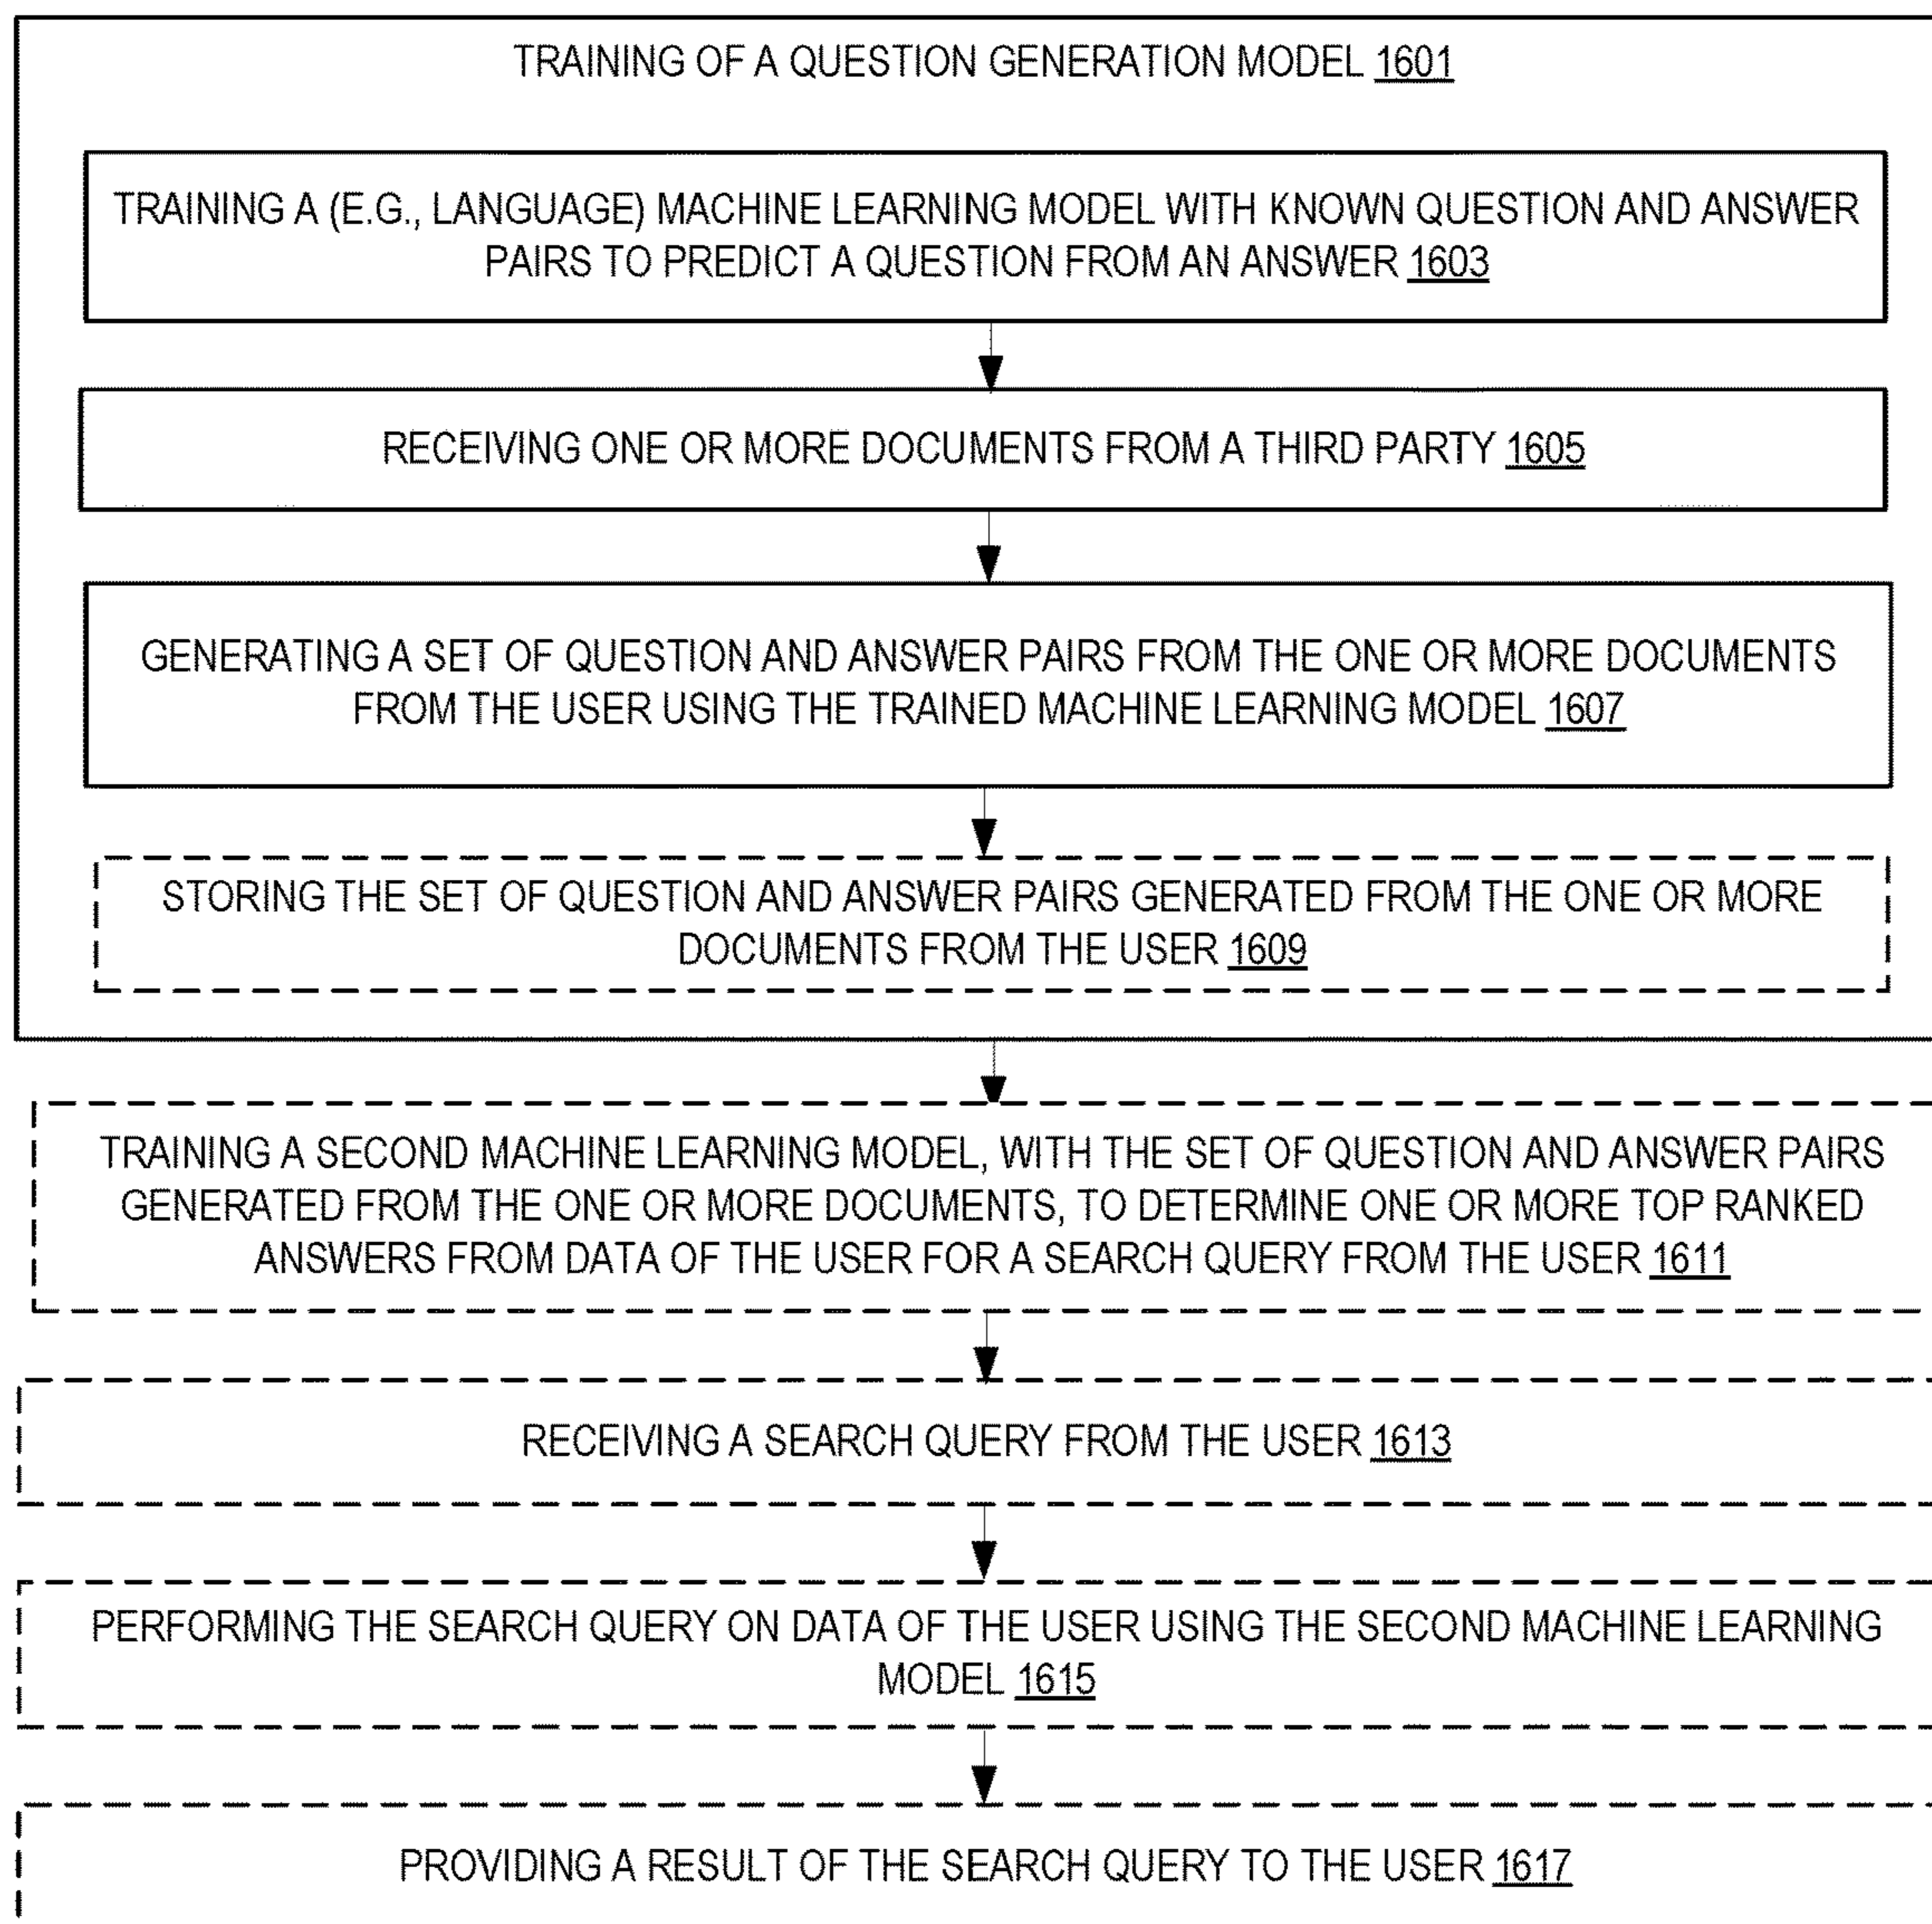 TRAINING OF A QUESTION GENERATION MODEL 1601
TRAINING A (E.G., LANGUAGE) MACHINE LEARNING MODEL WITH KNOWN QUESTION AND ANSWER
PAIRS TO PREDICT A QUESTION FROM AN ANSWER 1603
RECEIVING ONE OR MORE DOCUMENTS FROM A THIRD PARTY 1605
GENERATING A SET OF QUESTION AND ANSWER PAIRS FROM THE ONE OR MORE DOCUMENTS
FROM THE USER USING THE TRAINED MACHINE LEARNING MODEL 1607
STORING THE SET OF QUESTION AND ANSWER PAIRS GENERATED FROM THE ONE OR MORE
DOCUMENTS FROM THE USER 1609
TRAINING A SECOND MACHINE LEARNING MODEL, WITH THE SET OF QUESTION AND ANSWER PAIRS
GENERATED FROM THE ONE OR MORE DOCUMENTS, TO DETERMINE ONE OR MORE TOP RANKED
ANSWERS FROM DATA OF THE USER FOR A SEARCH QUERY FROM THE USER 1611
RECEIVING A SEARCH QUERY FROM THE USER 1613
PERFORMING THE SEARCH QUERY ON DATA OF THE USER USING THE SECOND MACHINE LEARNING
MODEL 1615
PROVIDING A RESULT OF THE SEARCH QUERY TO THE USER 1617